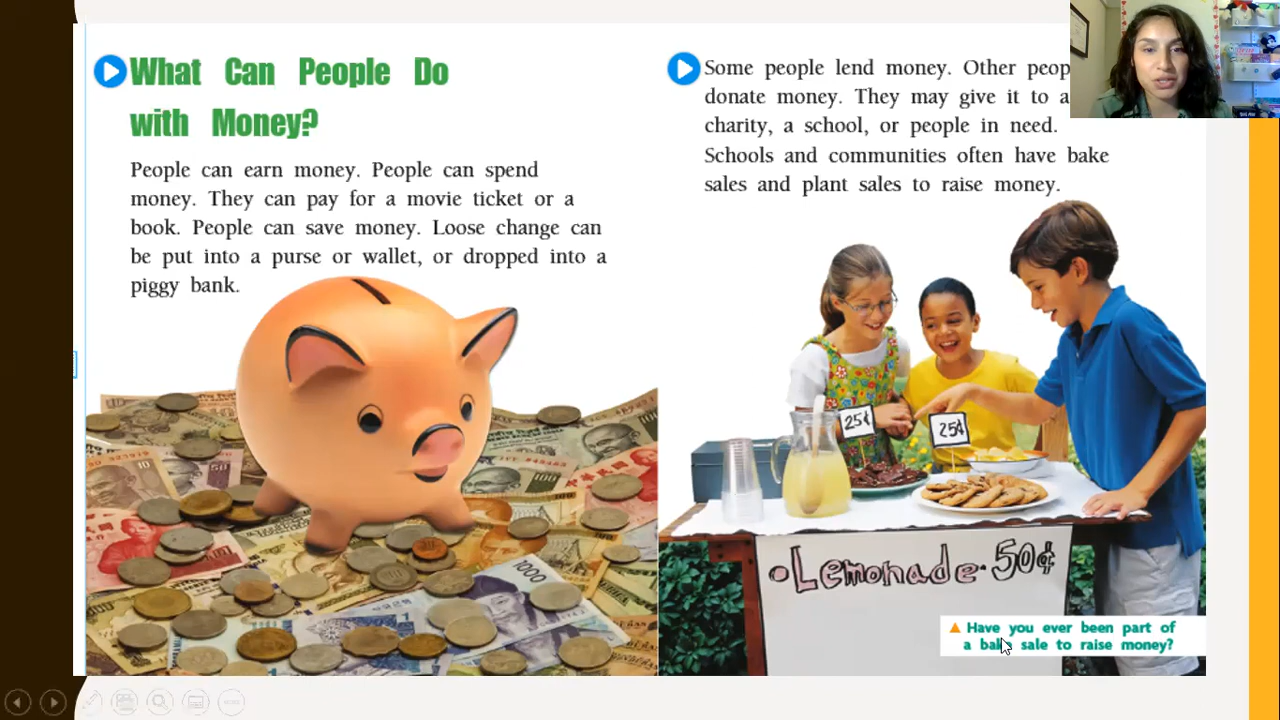 What Can People Do
with Money?
People can earn money. People can spend
money. They can pay for a movie ticket or a
book. People can save money. Loose change can
be put into a purse or wallet, or dropped into a
piggy bank.
Some people lend money. Other
donate money. They may give it to a
charity, a school, or people in need.
Schools and communities often have bake
sales and plant sales to raise money.
25¢
25¢
Lemonade 50¢
Have you ever been part of
a bake sale to raise money?
1000
100
10
50